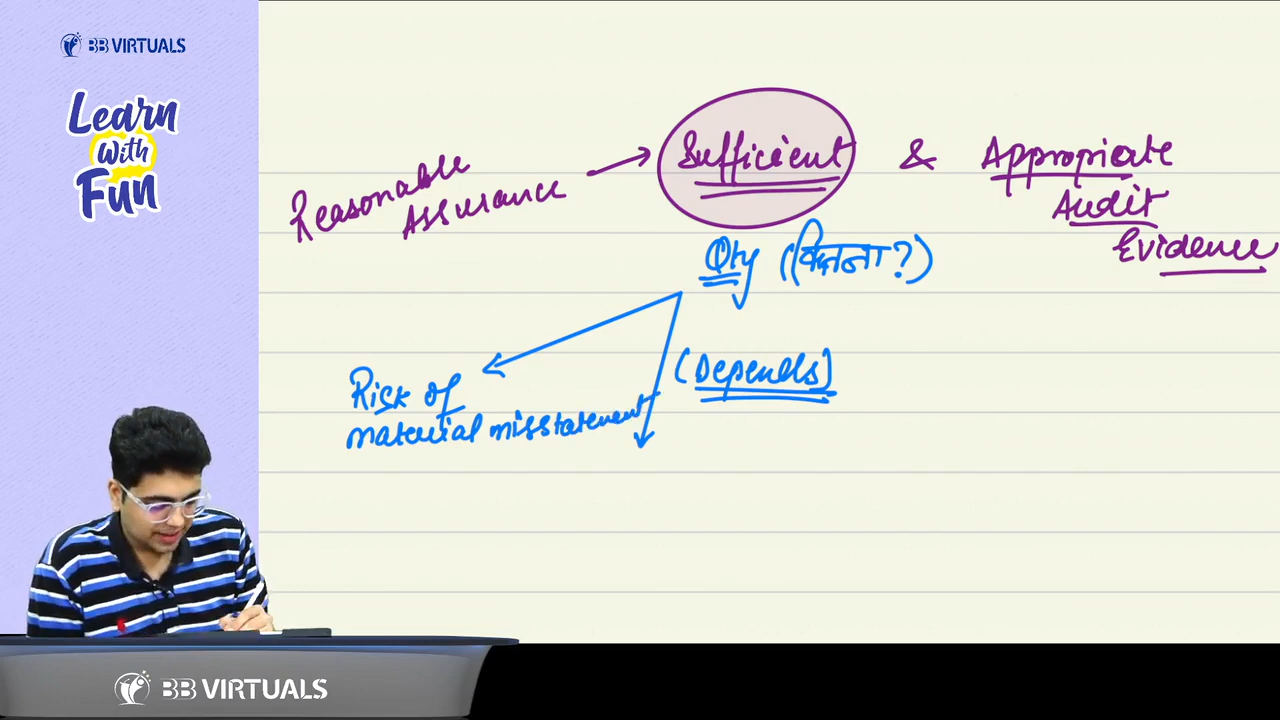 BB VIRTUALS
Learn
With
Fun
Reasonable
Assurance
Sufficient & Appropriate
Audit
Evidence
Qty (कितना?)
(Depends)
Risk of
material misstatement
BB VIRTUALS